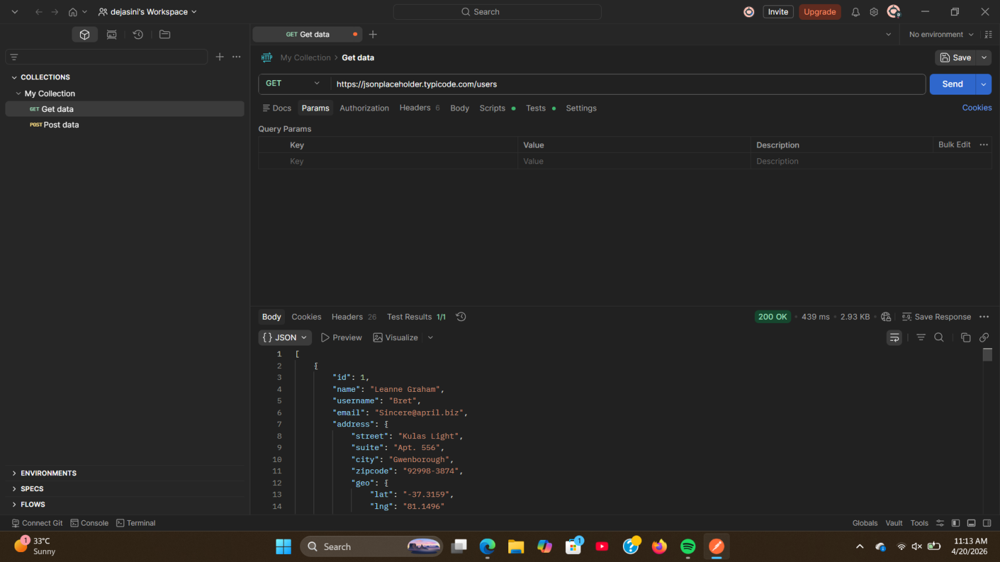 dejasini's Workspace
Search
Invite
Upgrade
GET Get data
No environment
HTTP My Collection > Get data
Save
COLLECTIONS
My Collection
GET Get data
POST Post data
GET https://jsonplaceholder.typicode.com/users
Send
Docs Params Authorization Headers 6 Body Scripts Tests Settings
Cookies
Query Params
Key Value Description Bulk Edit
Key Value Description
Body Cookies Headers 26 Test Results 1/1
200 OK • 439 ms • 2.93 KB
e.g. Save Response
{} JSON Preview Visualize
1 [
2 {
3 "id": 1,
4 "name": "Leanne Graham",
5 "username": "Bret",
6 "email": "Sincere@april.biz",
7 "address": {
8 "street": "Kulas Light",
9 "suite": "Apt. 556",
10 "city": "Gwenborough",
11 "zipcode": "92998-3874",
12 "geo": {
13 "lat": "-37.3159",
14 "lng": "81.1496"
ENVIRONMENTS
SPECS
FLOWS
Connect Git Console Terminal
Globals Vault Tools
1
33°C
Sunny
Search
1
11:13 AM
4/20/2026